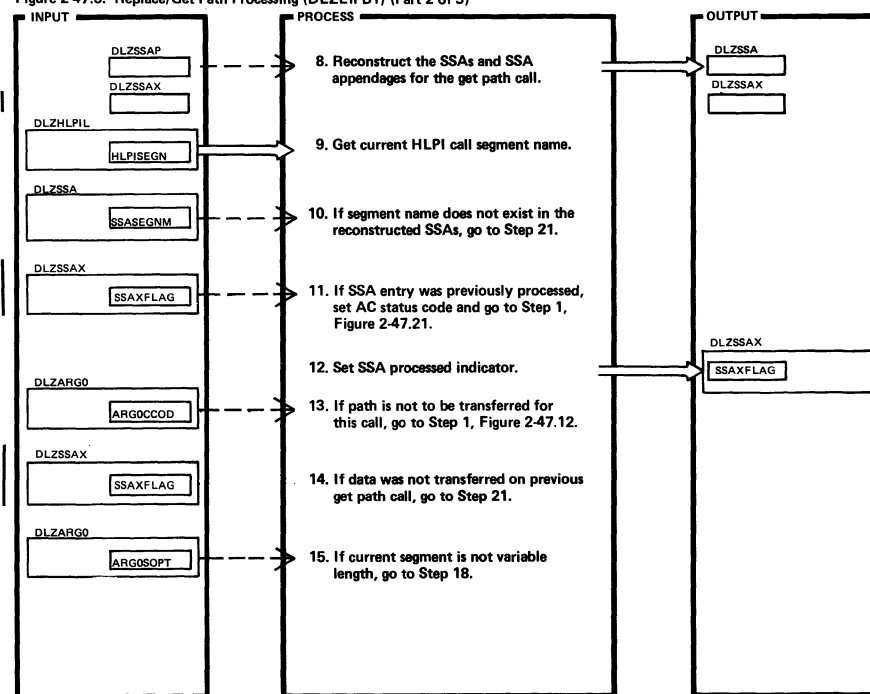 Figure 2-47.8. Replace/Get Path Processing (DLZEIPB1) (Part 2 of 3)
INPUT
PROCESS
OUTPUT
DLZSSAP
DLZSSAX
8. Reconstruct the SSAs and SSA
appendages for the get path call.
DLZSSA
DLZSSAX
DLZHLPIL
HLPISEGN
9. Get current HLPI call segment name.
DLZSSA
SSASEGNM
10. If segment name does not exist in the
reconstructed SSAs, go to Step 21.
DLZSSAX
SSAXFLAG
11. If SSA entry was previously processed,
set AC status code and go to Step 1,
Figure 2-47.21.
12. Set SSA processed indicator.
DLZSSAX
SSAXFLAG
DLZARG0
ARG0CCOD
13. If path is not to be transferred for
this call, go to Step 1, Figure 2-47.12.
DLZSSAX
SSAXFLAG
14. If data was not transferred on previous
get path call, go to Step 21.
DLZARG0
ARG0SOPT
15. If current segment is not variable
length, go to Step 18.